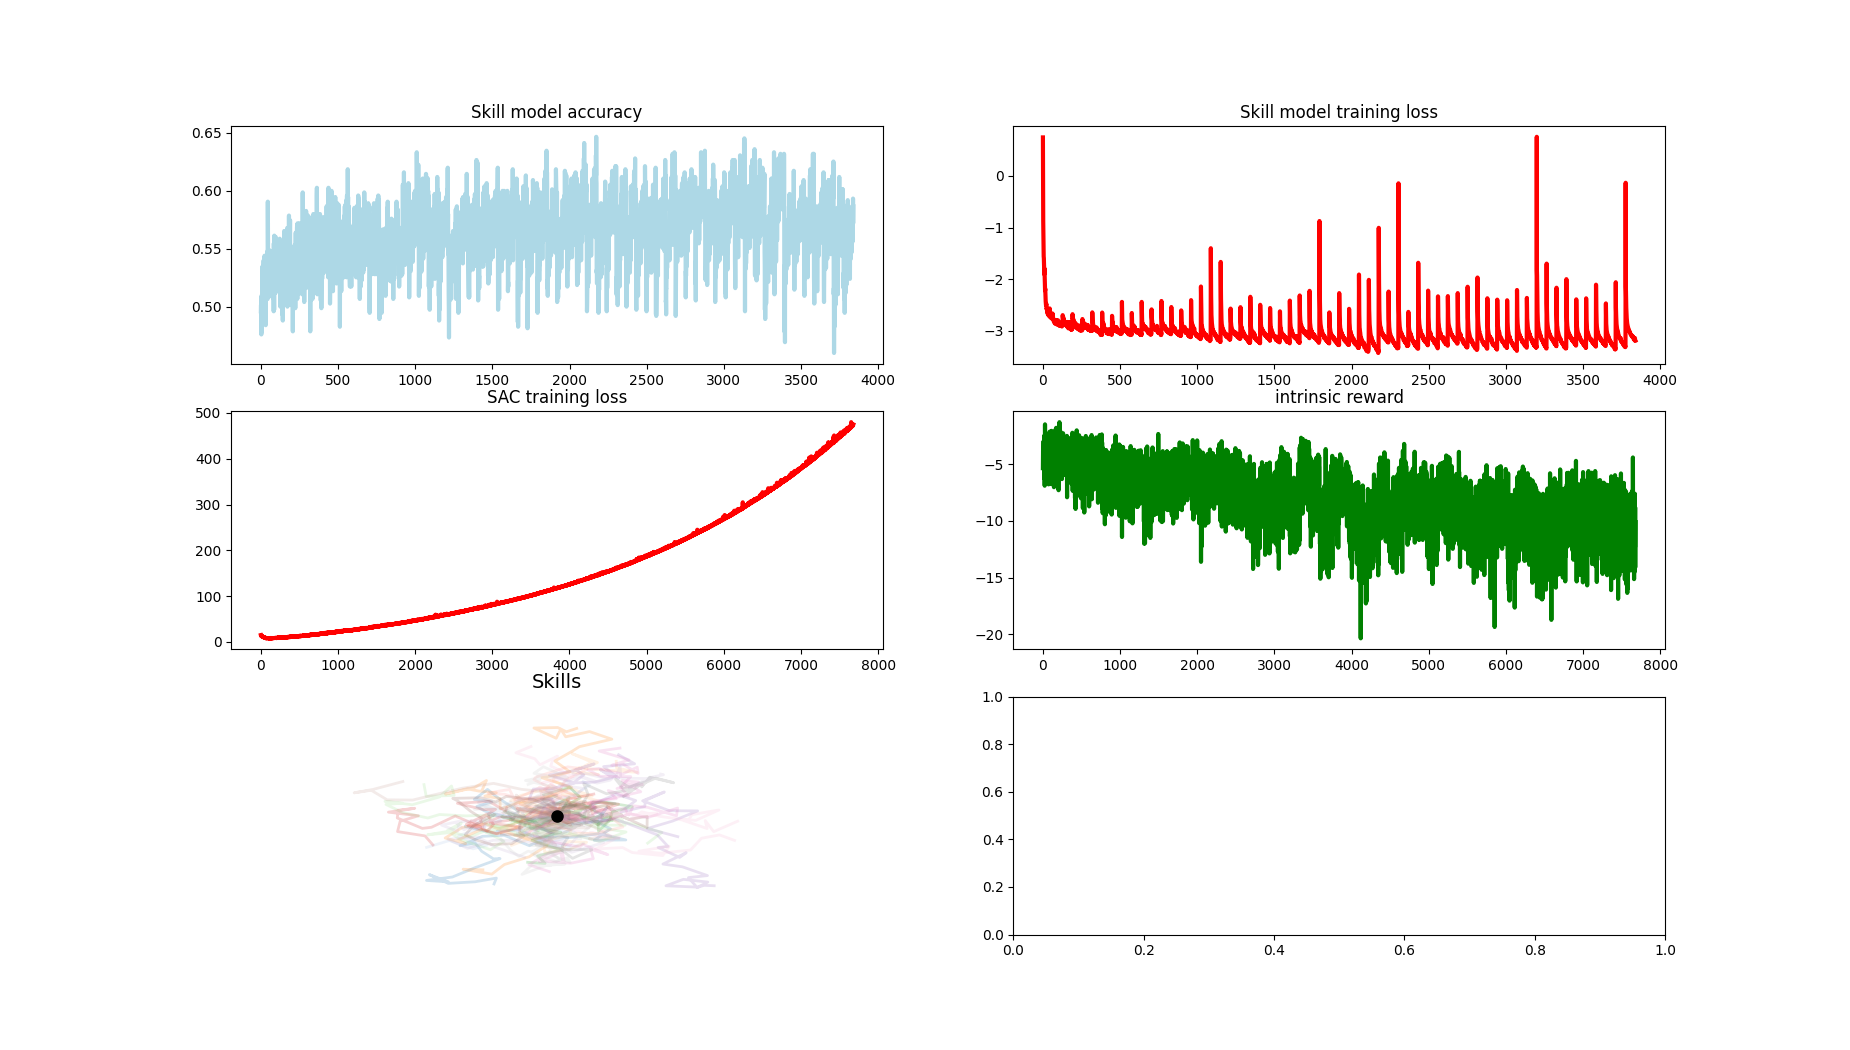 Skill model accuracy
0.65
0.60
0.55
0.50
0 500 1000 1500 2000 2500 3000 3500 4000
Skill model training loss
0
−1
−2
−3
0 500 1000 1500 2000 2500 3000 3500 4000
SAC training loss
500
400
300
200
100
0
0 1000 2000 3000 4000 5000 6000 7000 8000
intrinsic reward
−5
−10
−15
−20
0 1000 2000 3000 4000 5000 6000 7000 8000
Skills
1.0
0.8
0.6
0.4
0.2
0.0
0.0 0.2 0.4 0.6 0.8 1.0